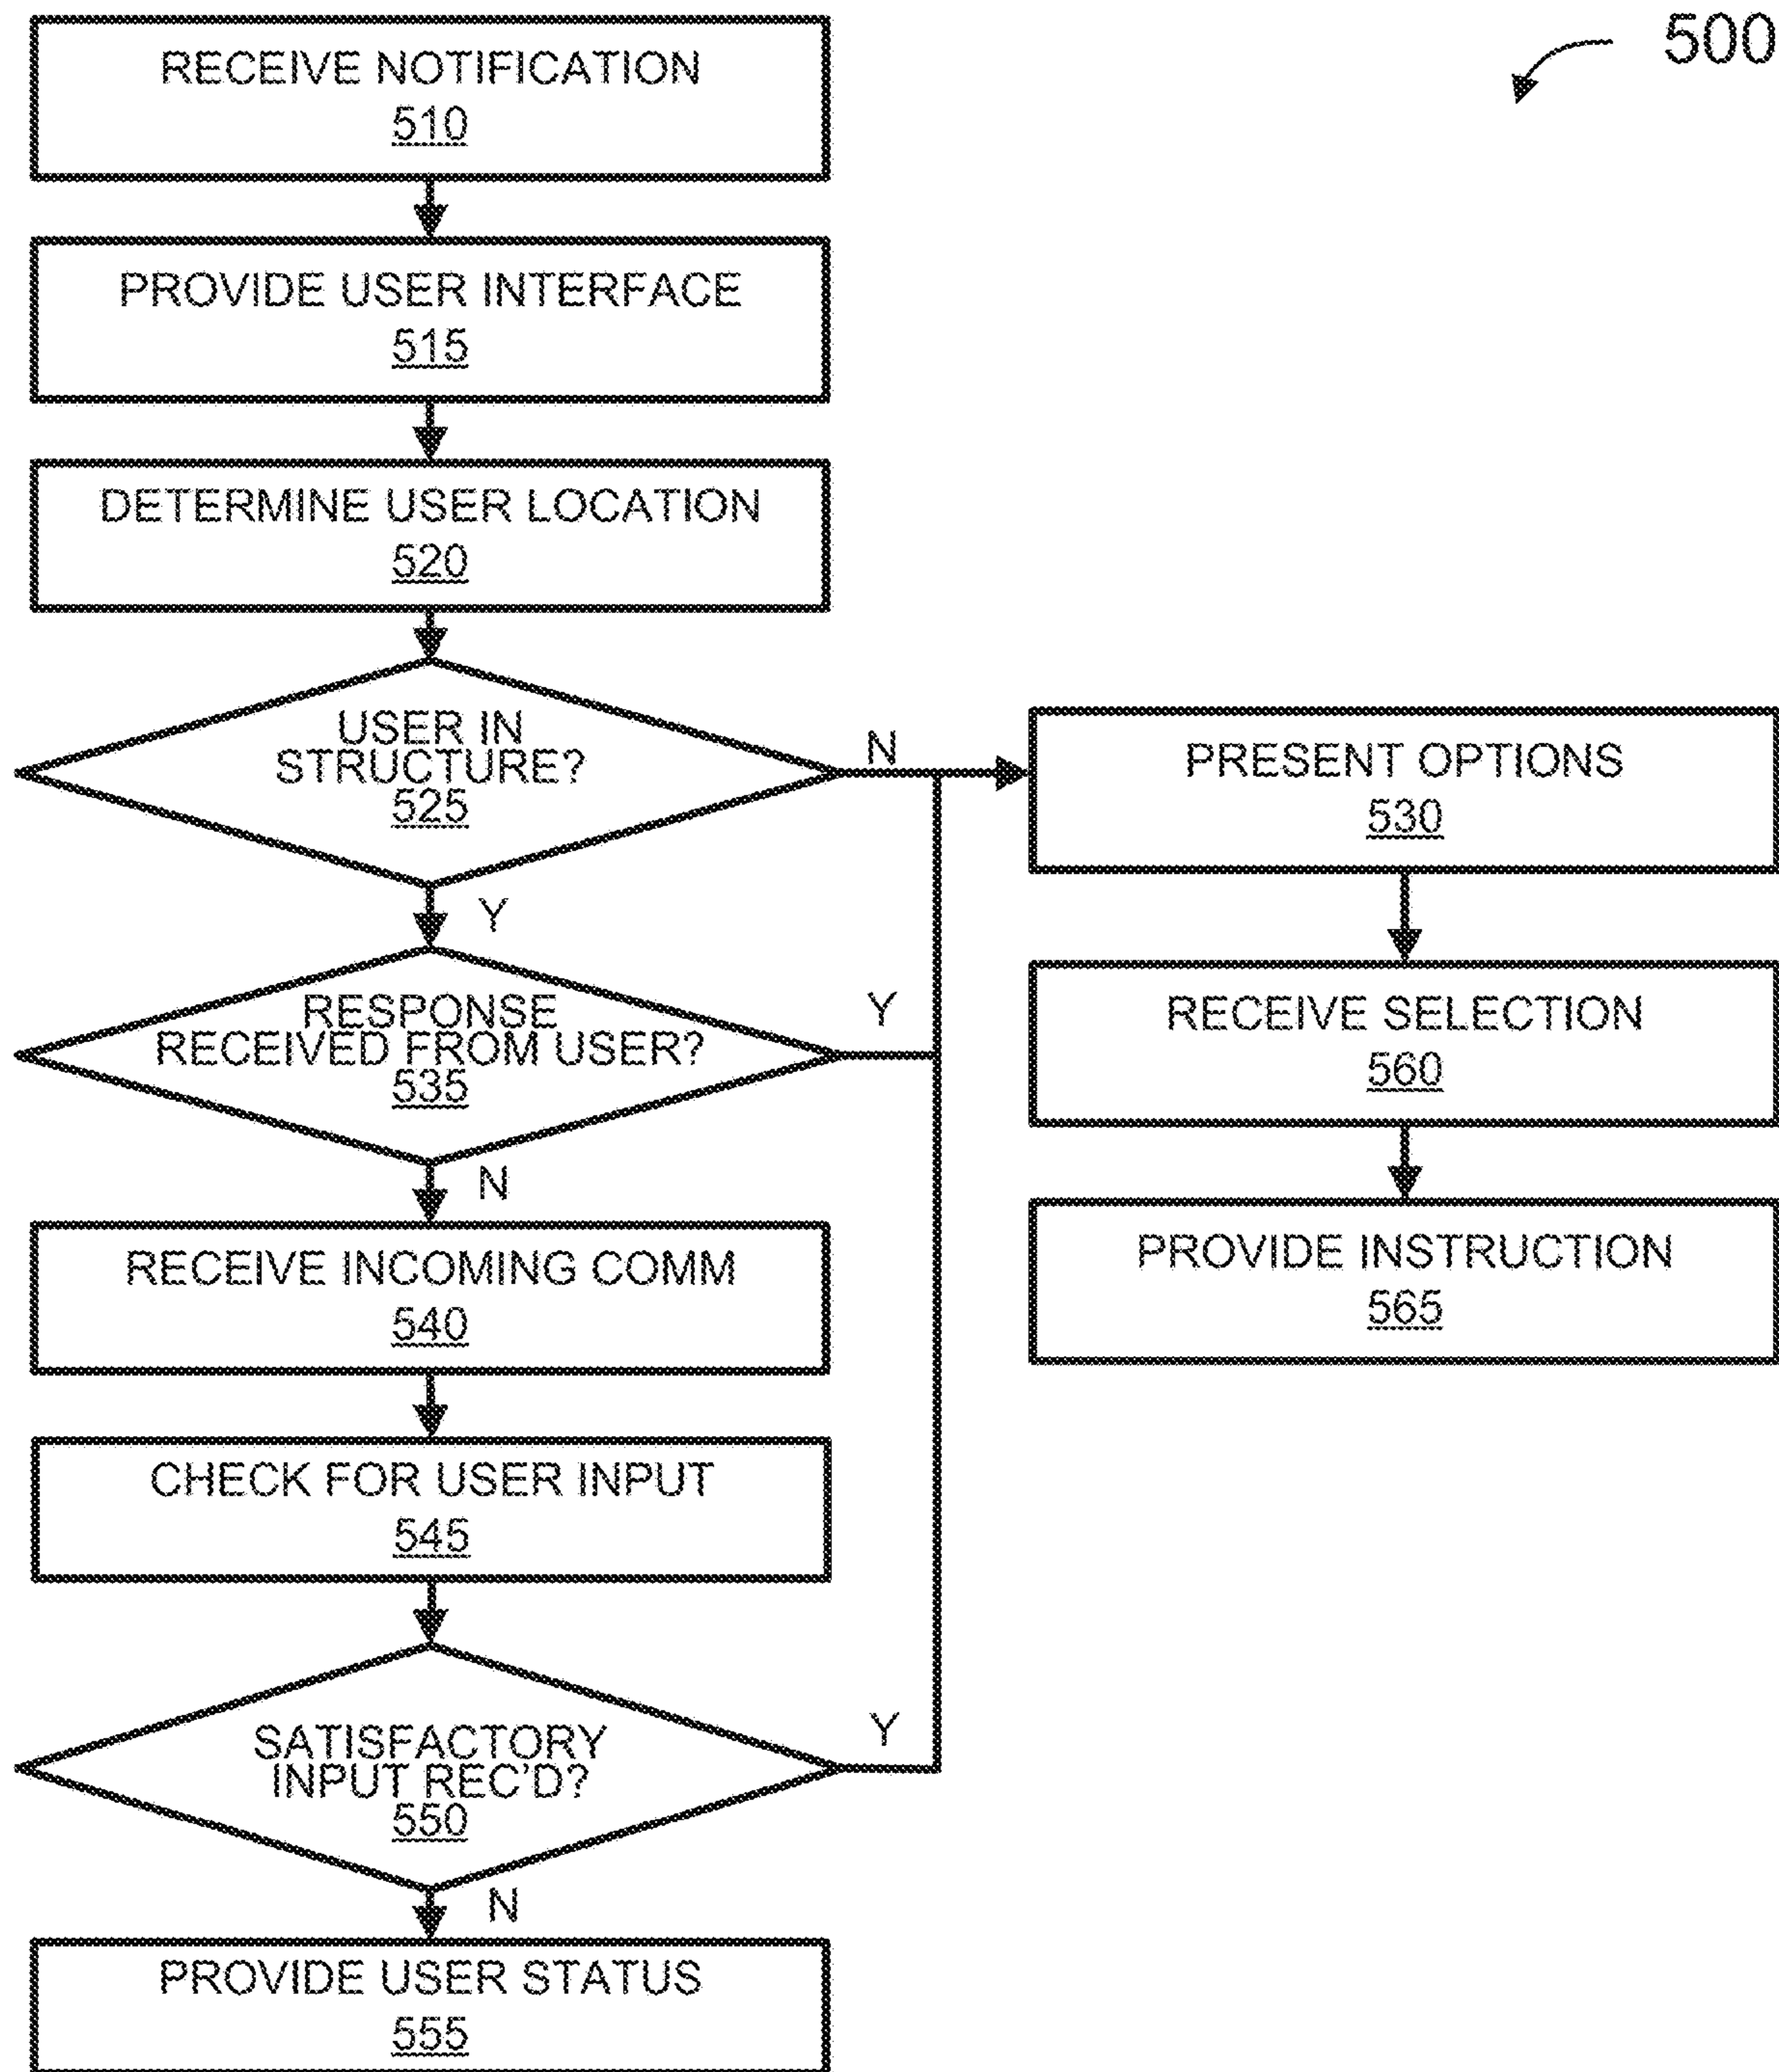 500
RECEIVE NOTIFICATION
510
PROVIDE USER INTERFACE
515
DETERMINE USER LOCATION
520
USER IN
STRUCTURE?
525
N
Y
PRESENT OPTIONS
530
RESPONSE
RECEIVED FROM USER?
535
Y
N
RECEIVE SELECTION
560
PROVIDE INSTRUCTION
565
RECEIVE INCOMING COMM
540
CHECK FOR USER INPUT
545
SATISFACTORY
INPUT REC'D?
550
Y
N
PROVIDE USER STATUS
555